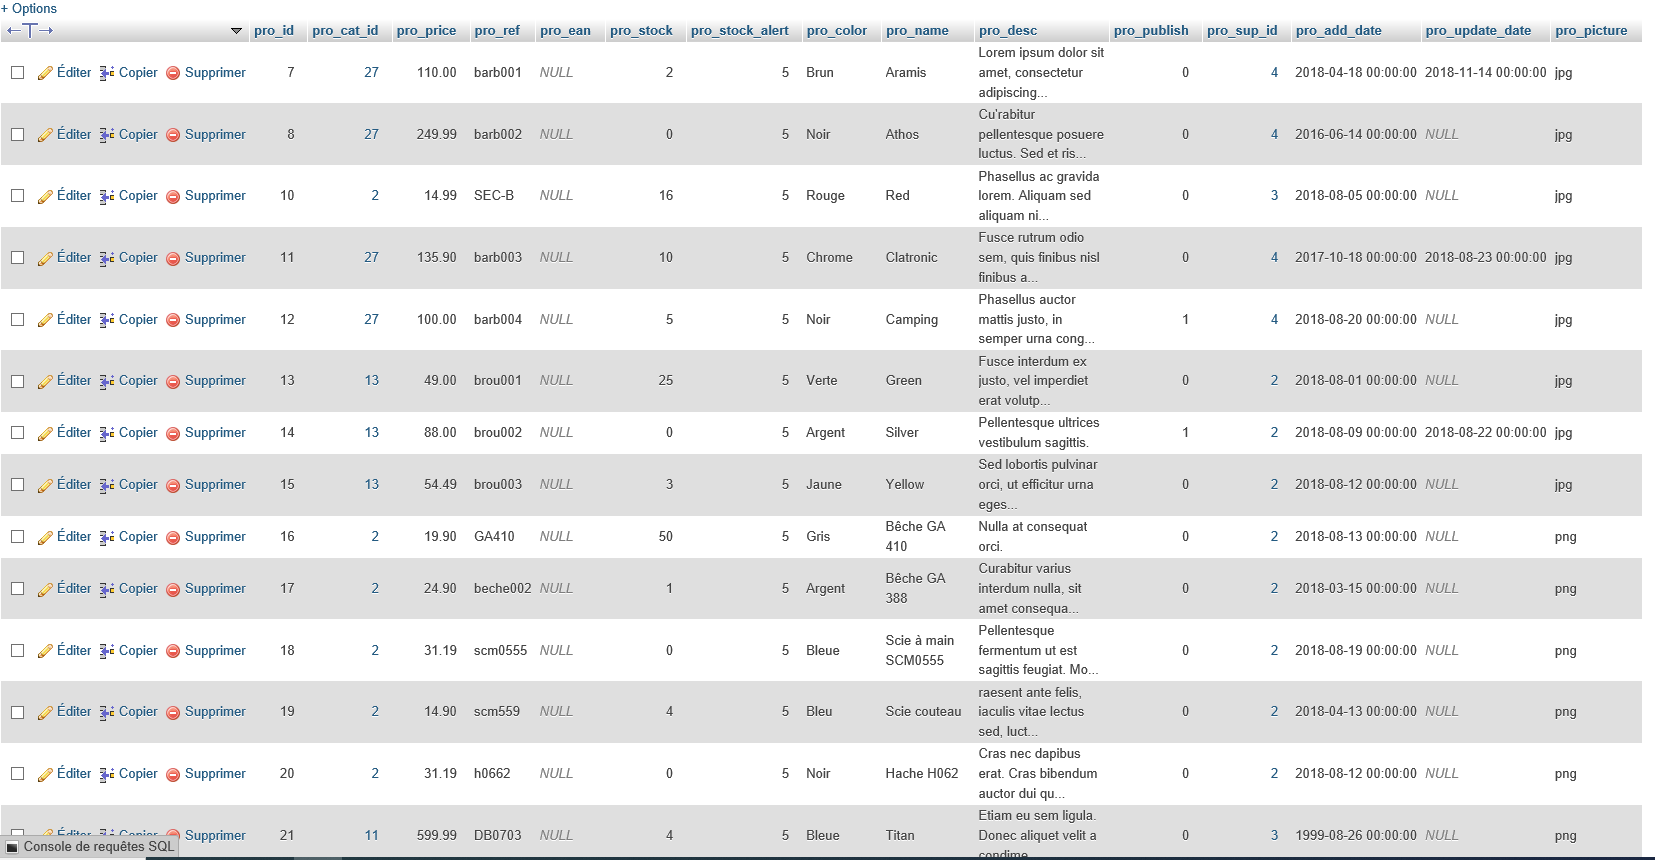 + Options
←T→ pro_id pro_cat_id pro_price pro_ref pro_ean pro_stock pro_stock_alert pro_color pro_name pro_desc pro_publish pro_sup_id pro_add_date pro_update_date pro_picture
Éditer Copier Supprimer 7 27 110.00 barb001 NULL 2 5 Brun Aramis Lorem ipsum dolor sit 0 4 2018-04-18 00:00:00 2018-11-14 00:00:00 jpg
amet, consectetur
adipiscing...
Éditer Copier Supprimer 8 27 249.99 barb002 NULL 0 5 Noir Athos Cu'rabitur 0 4 2016-06-14 00:00:00 NULL jpg
pellentesque posuere
luctus. Sed et ris...
Éditer Copier Supprimer 10 2 14.99 SEC-B NULL 16 5 Rouge Red Phasellus ac gravida 0 3 2018-08-05 00:00:00 NULL jpg
lorem. Aliquam sed
aliquam ni...
Éditer Copier Supprimer 11 27 135.90 barb003 NULL 10 5 Chrome Clatronic Fusce rutrum odio 0 4 2017-10-18 00:00:00 2018-08-23 00:00:00 jpg
sem, quis finibus nisl
finibus a...
Éditer Copier Supprimer 12 27 100.00 barb004 NULL 5 5 Noir Camping Phasellus auctor 1 4 2018-08-20 00:00:00 NULL jpg
mattis justo, in
semper urna cong...
Éditer Copier Supprimer 13 13 49.00 brou001 NULL 25 5 Verte Green Fusce interdum ex 0 2 2018-08-01 00:00:00 NULL jpg
justo, vel imperdiet
erat volutp...
Éditer Copier Supprimer 14 13 88.00 brou002 NULL 0 5 Argent Silver Pellentesque ultrices 1 2 2018-08-09 00:00:00 2018-08-22 00:00:00 jpg
vestibulum sagittis.
Éditer Copier Supprimer 15 13 54.49 brou003 NULL 3 5 Jaune Yellow Sed lobortis pulvinar 0 2 2018-08-12 00:00:00 NULL jpg
orci, ut efficitur urna
eges...
Éditer Copier Supprimer 16 2 19.90 GA410 NULL 50 5 Gris Bêche GA Nulla at consequat 0 2 2018-08-13 00:00:00 NULL png
410 orci.
Éditer Copier Supprimer 17 2 24.90 beche002 NULL 1 5 Argent Bêche GA Curabitur varius 0 2 2018-03-15 00:00:00 NULL png
388 interdum nulla, sit
amet consequa...
Éditer Copier Supprimer 18 2 31.19 scm0555 NULL 0 5 Bleue Scie à main Pellentesque 0 2 2018-08-19 00:00:00 NULL png
SCM0555 fermentum ut est
sagittis feugiat. Mo...
Éditer Copier Supprimer 19 2 14.90 scm559 NULL 4 5 Bleu Scie couteau raesent ante felis, 0 2 2018-04-13 00:00:00 NULL png
iaculis vitae lectus
sed, luct...
Éditer Copier Supprimer 20 2 31.19 h0662 NULL 0 5 Noir Hache H062 Cras nec dapibus 0 2 2018-08-12 00:00:00 NULL png
erat. Cras bibendum
auctor dui qu...
Éditer Copier Supprimer 21 11 599.99 DB0703 NULL 4 5 Bleue Titan Etiam eu sem ligula. 0 3 1999-08-26 00:00:00 NULL png
Donec aliquet velit a
condime
Console de requêtes SQL